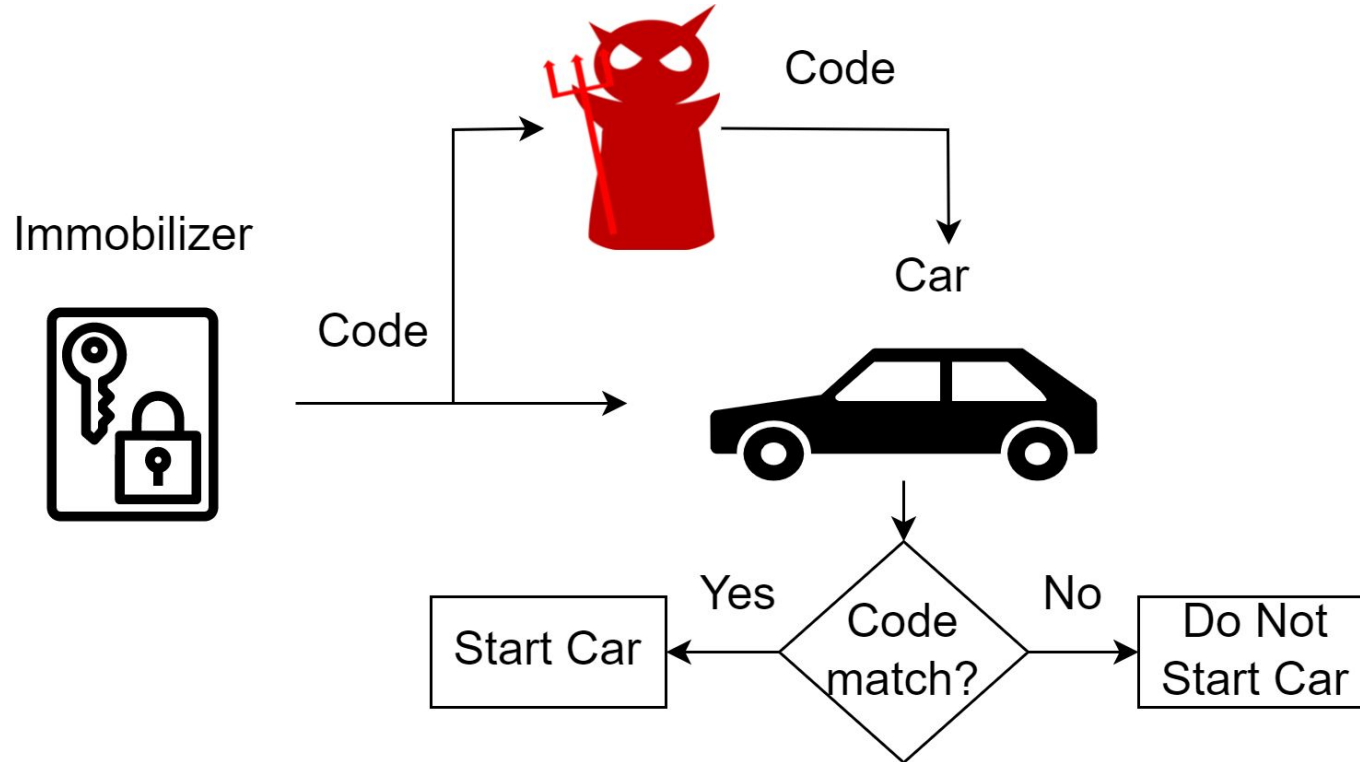 Code
Immobilizer
Car
Code
Yes
No
Code
match?
Start Car
Do Not
Start Car